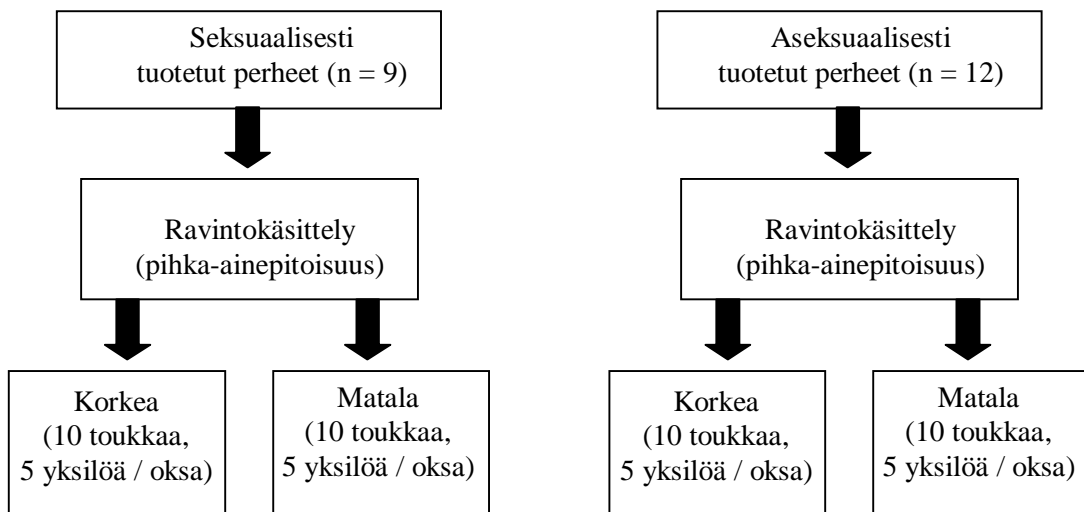 Seksuaalisesti
tuotetut perheet (n = 9)
Aseksuaalisesti
tuotetut perheet (n = 12)
Ravintokäsittely
(pihka-ainepitoisuus)
Ravintokäsittely
(pihka-ainepitoisuus)
Korkea
(10 toukkaa,
5 yksilöä / oksa)
Matala
(10 toukkaa,
5 yksilöä / oksa)
Korkea
(10 toukkaa,
5 yksilöä / oksa)
Matala
(10 toukkaa,
5 yksilöä / oksa)